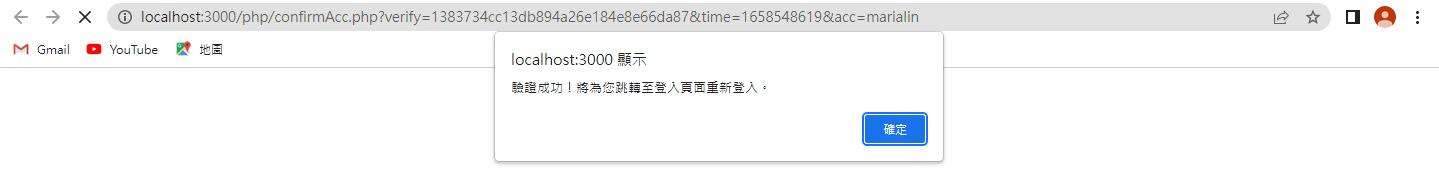 localhost:3000/php/confirmAcc.php?verify=1383734cc13db894a26e184e8e66da87&time=1658548619&acc=marialin
Gmail YouTube 地圖
localhost:3000 顯示
驗證成功！將為您跳轉至登入頁面重新登入。
確定